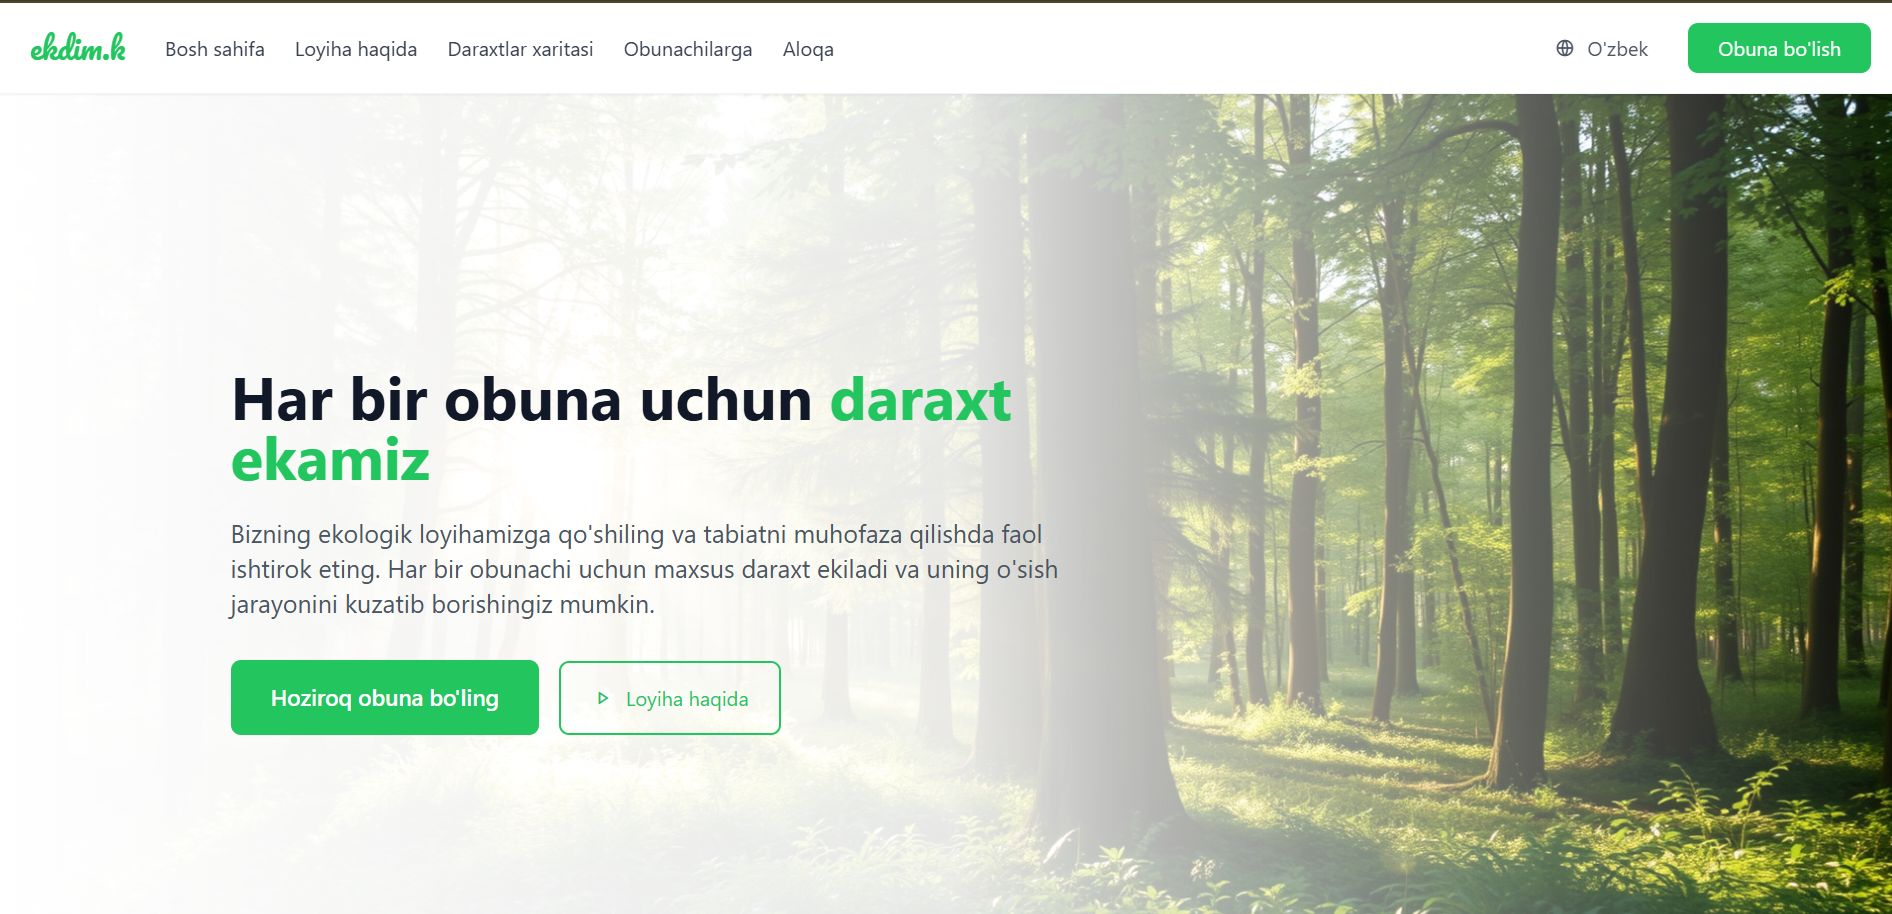 ekdim.k
Bosh sahifa
Loyiha haqida
Daraxtlar xaritasi
Obunachilarga
Aloqa
O'zbek
Obuna bo'lish
Har bir obuna uchun daraxt
ekamiz
Bizning ekologik loyihamizga qo'shiling va tabiatni muhofaza qilishda faol
ishtirok eting. Har bir obunachi uchun maxsus daraxt ekiladi va uning o'sish
jarayonini kuzatib borishingiz mumkin.
Hoziroq obuna bo'ling
Loyiha haqida